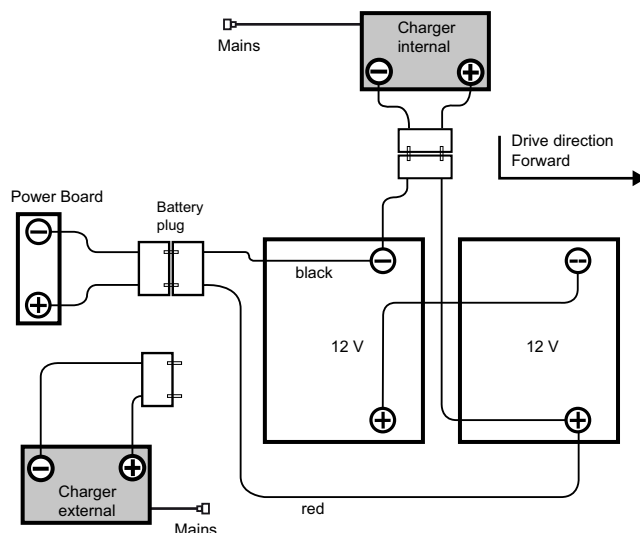 Charger
internal
Mains
Drive direction
Forward
Power Board
Battery
plug
black
12 V
12 V
Charger
external
red
Mains